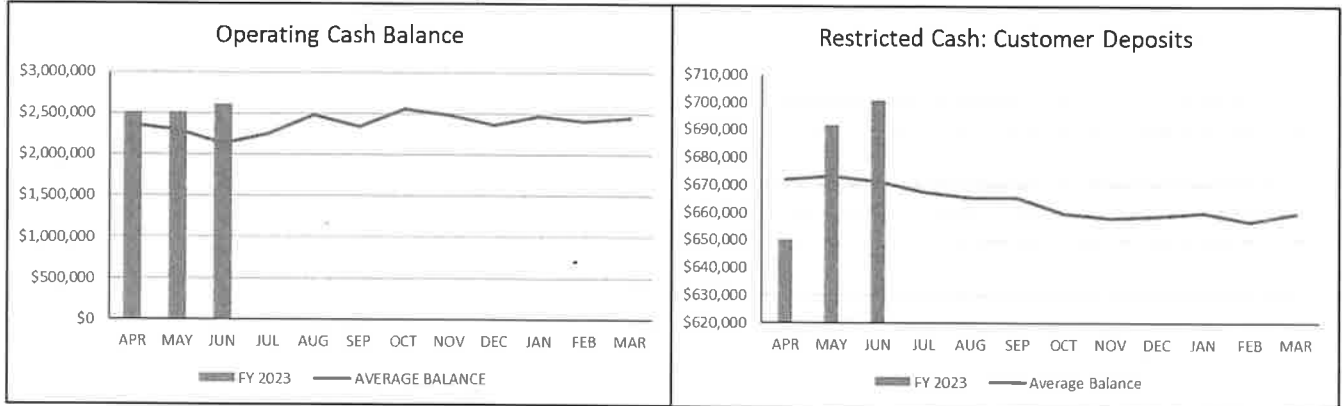 Operating Cash Balance
$3,000,000
$2,500,000
$2,000,000
$1,500,000
$1,000,000
$500,000
$0
APR MAY JUN JUL AUG SEP OCT NOV DEC JAN FEB MAR
FY 2023 AVERAGE BALANCE
Restricted Cash: Customer Deposits
$710,000
$700,000
$690,000
$680,000
$670,000
$660,000
$650,000
$640,000
$630,000
$620,000
APR MAY JUN JUL AUG SEP OCT NOV DEC JAN FEB MAR
FY 2023 Average Balance